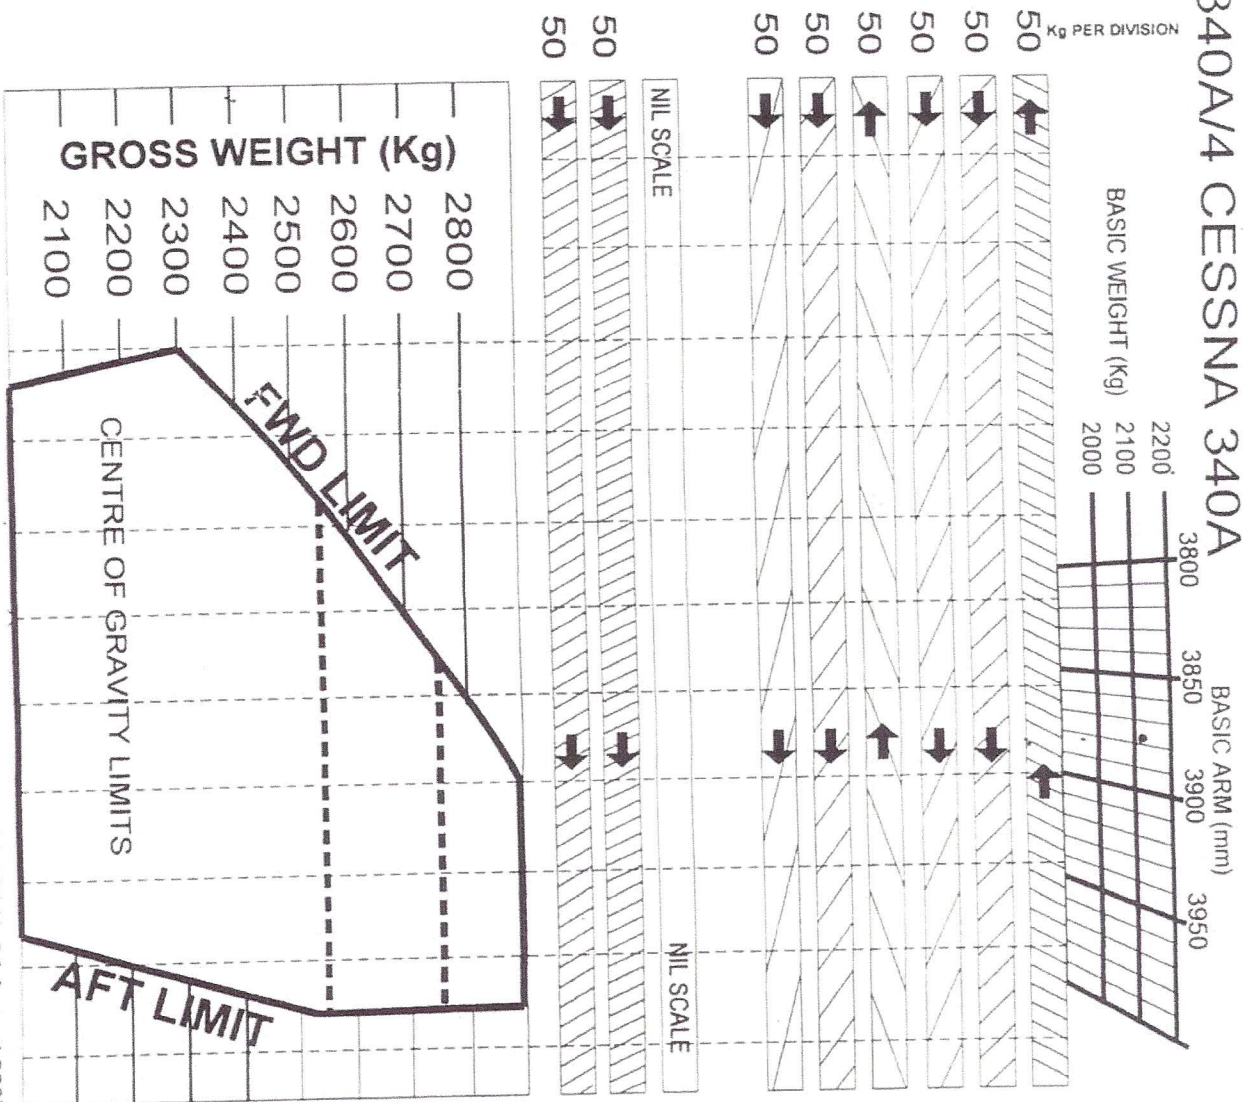 340A/4 CESSNA 340A
Kg PER DIVISION
BASIC WEIGHT (Kg)
2200
2100
2000
BASIC ARM (mm)
3800
3850
3900
3950
50
50
50
50
50
50
NIL SCALE
NIL SCALE
50
50
GROSS WEIGHT (Kg)
2800
2700
2600
2500
2400
2300
2200
2100
FWD LIMIT
CENTRE OF GRAVITY LIMITS
AFT LIMIT